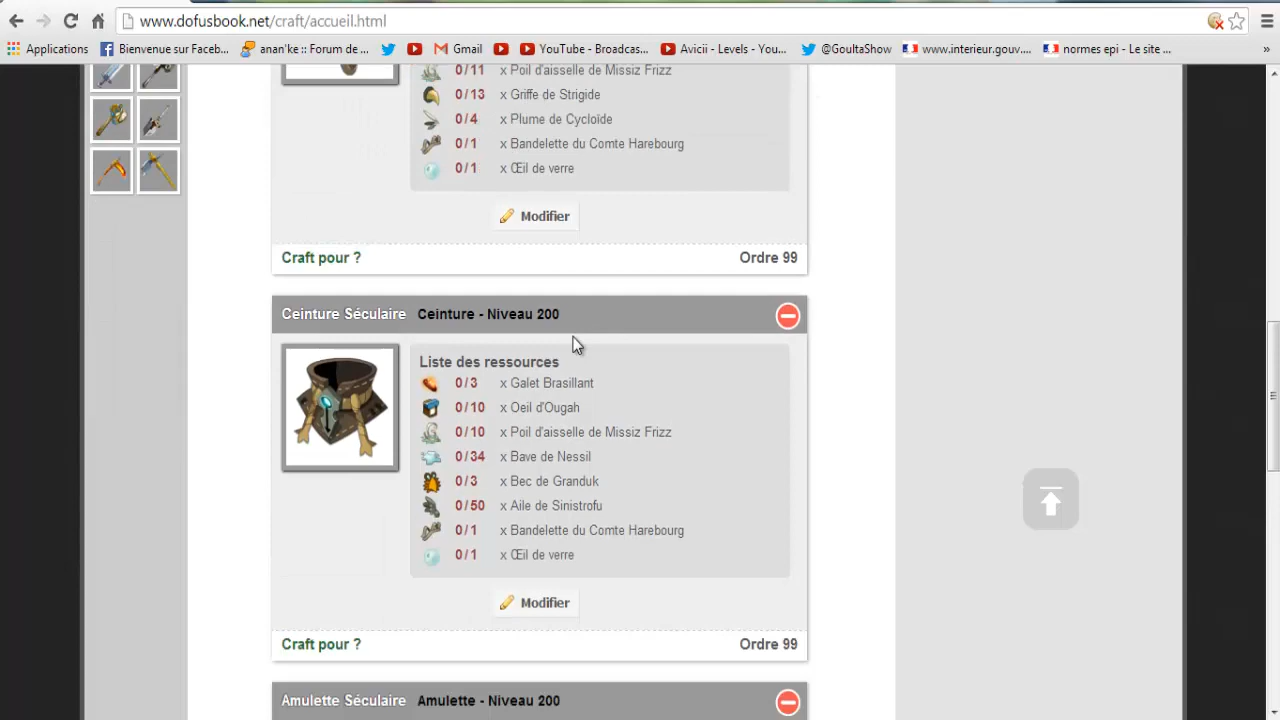 www.dofusbook.net/craft/accueil.html
Applications Bienvenue sur Faceb... anan'ke :: Forum de ... Gmail YouTube - Broadcas... Avicii - Levels - You... @GoultaShow www.interieur.gouv.... normes epi - Le site ... »
0/11 x Poil d'aisselle de Missiz Frizz
0/13 x Griffe de Strigide
0/4 x Plume de Cycloïde
0/1 x Bandelette du Comte Harebourg
0/1 x Œil de verre
Modifier
Craft pour ? Ordre 99
Ceinture Séculaire Ceinture - Niveau 200
Liste des ressources
0/3 x Galet Brasillant
0/10 x Oeil d'Ougah
0/10 x Poil d'aisselle de Missiz Frizz
0/34 x Bave de Nessil
0/3 x Bec de Granduk
0/50 x Aile de Sinistrofu
0/1 x Bandelette du Comte Harebourg
0/1 x Œil de verre
Modifier
Craft pour ? Ordre 99
Amulette Séculaire Amulette - Niveau 200